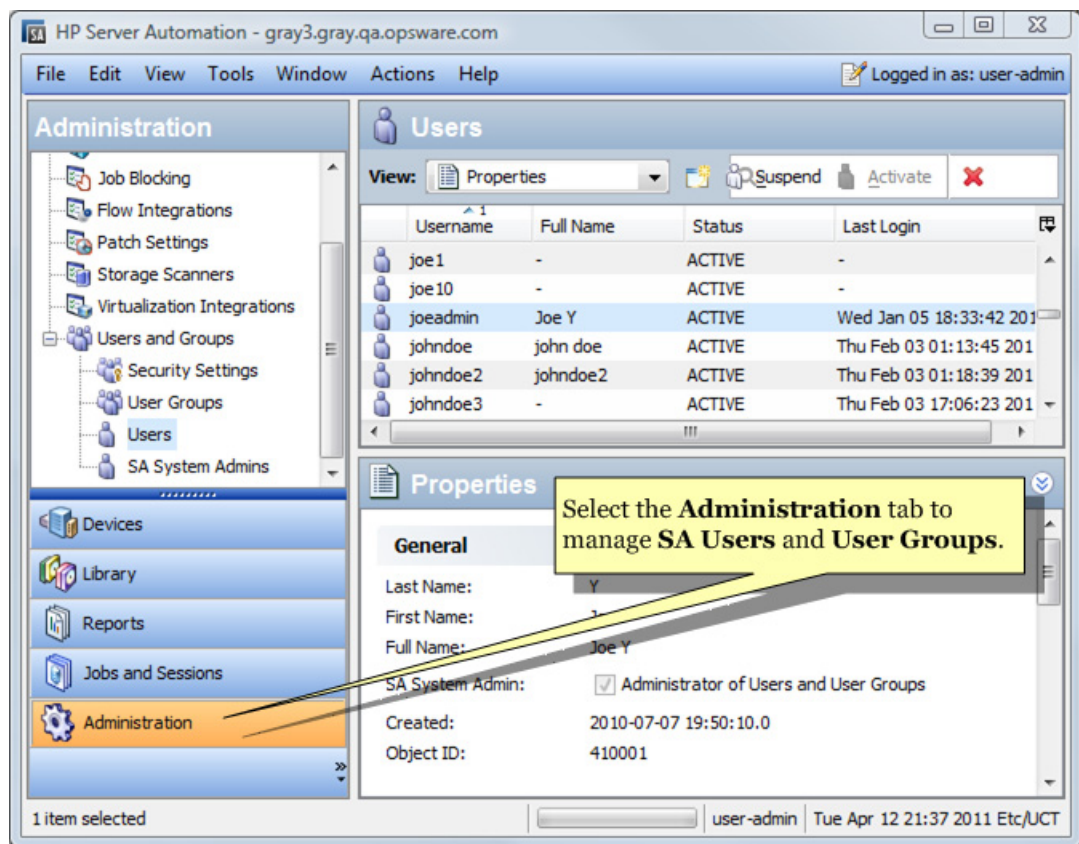 SA HP Server Automation - gray3.gray.qa.opsware.com
File Edit View Tools Window Actions Help Logged in as: user-admin
Administration
Job Blocking
Flow Integrations
Patch Settings
Storage Scanners
Virtualization Integrations
Users and Groups
Security Settings
User Groups
Users
SA System Admins
Devices
Library
Reports
Jobs and Sessions
Administration
Users
View: Properties Suspend Activate
Username 1 Full Name Status Last Login
joe1 - ACTIVE -
joe10 - ACTIVE -
joeadmin Joe Y ACTIVE Wed Jan 05 18:33:42 201
johndoe john doe ACTIVE Thu Feb 03 01:13:45 201
johndoe2 johndoe2 ACTIVE Thu Feb 03 01:18:39 201
johndoe3 - ACTIVE Thu Feb 03 17:06:23 201
Properties
Select the Administration tab to
manage SA Users and User Groups.
General
Last Name: Y
First Name:
Full Name: Joe Y
SA System Admin: Administrator of Users and User Groups
Created: 2010-07-07 19:50:10.0
Object ID: 410001
1 item selected user-admin Tue Apr 12 21:37 2011 Etc/UCT